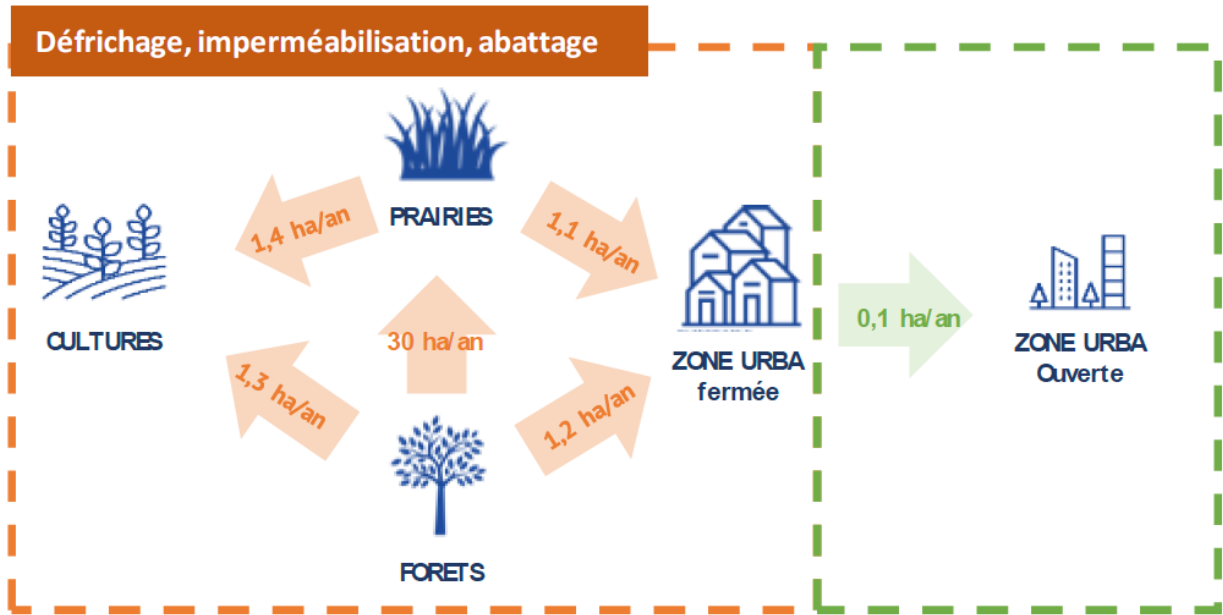 Défrichage, imperméabilisation, abattage
PRAIRIES
1,4 ha/an
1,1 ha/an
CULTURES
30 ha/an
ZONE URBA
fermée
0,1 ha/an
ZONE URBA
Ouverte
1,3 ha/an
1,2 ha/an
FORETS